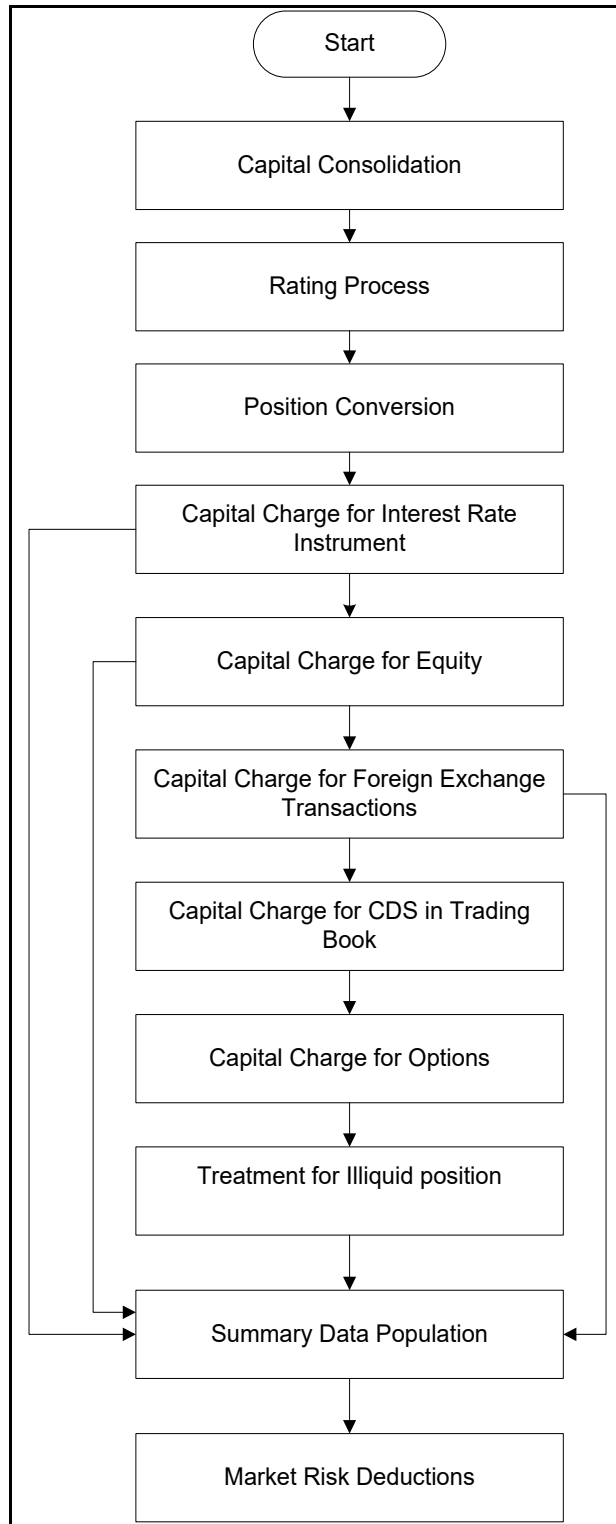 Start
Capital Consolidation
Rating Process
Position Conversion
Capital Charge for Interest Rate
Instrument
Capital Charge for Equity
Capital Charge for Foreign Exchange
Transactions
Capital Charge for CDS in Trading
Book
Capital Charge for Options
Treatment for Illiquid position
Summary Data Population
Market Risk Deductions